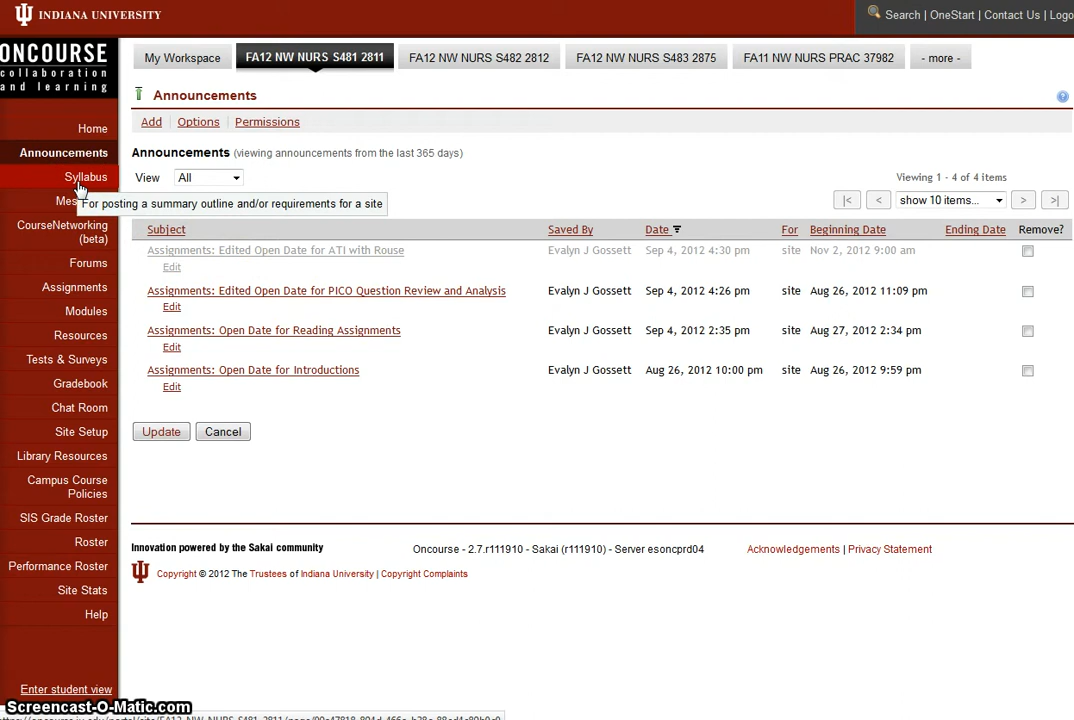 INDIANA UNIVERSITY
Search | OneStart | Contact Us | Logo
ONCOURSE
collaboration
and learning
My Workspace FA12 NW NURS S481 2811 FA12 NW NURS S482 2812 FA12 NW NURS S483 2875 FA11 NW NURS PRAC 37982 - more -
Announcements
Add Options Permissions
Announcements (viewing announcements from the last 365 days)
View All
Viewing 1 - 4 of 4 items
|< < show 10 items... > >|
Subject Saved By Date For Beginning Date Ending Date Remove?
Assignments: Edited Open Date for ATI with Rouse Evalyn J Gossett Sep 4, 2012 4:30 pm site Nov 2, 2012 9:00 am
Edit
Assignments: Edited Open Date for PICO Question Review and Analysis Evalyn J Gossett Sep 4, 2012 4:26 pm site Aug 26, 2012 11:09 pm
Edit
Assignments: Open Date for Reading Assignments Evalyn J Gossett Sep 4, 2012 2:35 pm site Aug 27, 2012 2:34 pm
Edit
Assignments: Open Date for Introductions Evalyn J Gossett Aug 26, 2012 10:00 pm site Aug 26, 2012 9:59 pm
Edit
Update Cancel
Home
Announcements
Syllabus
For posting a summary outline and/or requirements for a site
Mes
CourseNetworking
(beta)
Forums
Assignments
Modules
Resources
Tests & Surveys
Gradebook
Chat Room
Site Setup
Library Resources
Campus Course
Policies
SIS Grade Roster
Roster
Performance Roster
Site Stats
Help
Enter student view
Innovation powered by the Sakai community Oncourse - 2.7.r111910 - Sakai (r111910) - Server esoncprd04 Acknowledgements | Privacy Statement
Copyright © 2012 The Trustees of Indiana University | Copyright Complaints
Screencast-O-Matic.com